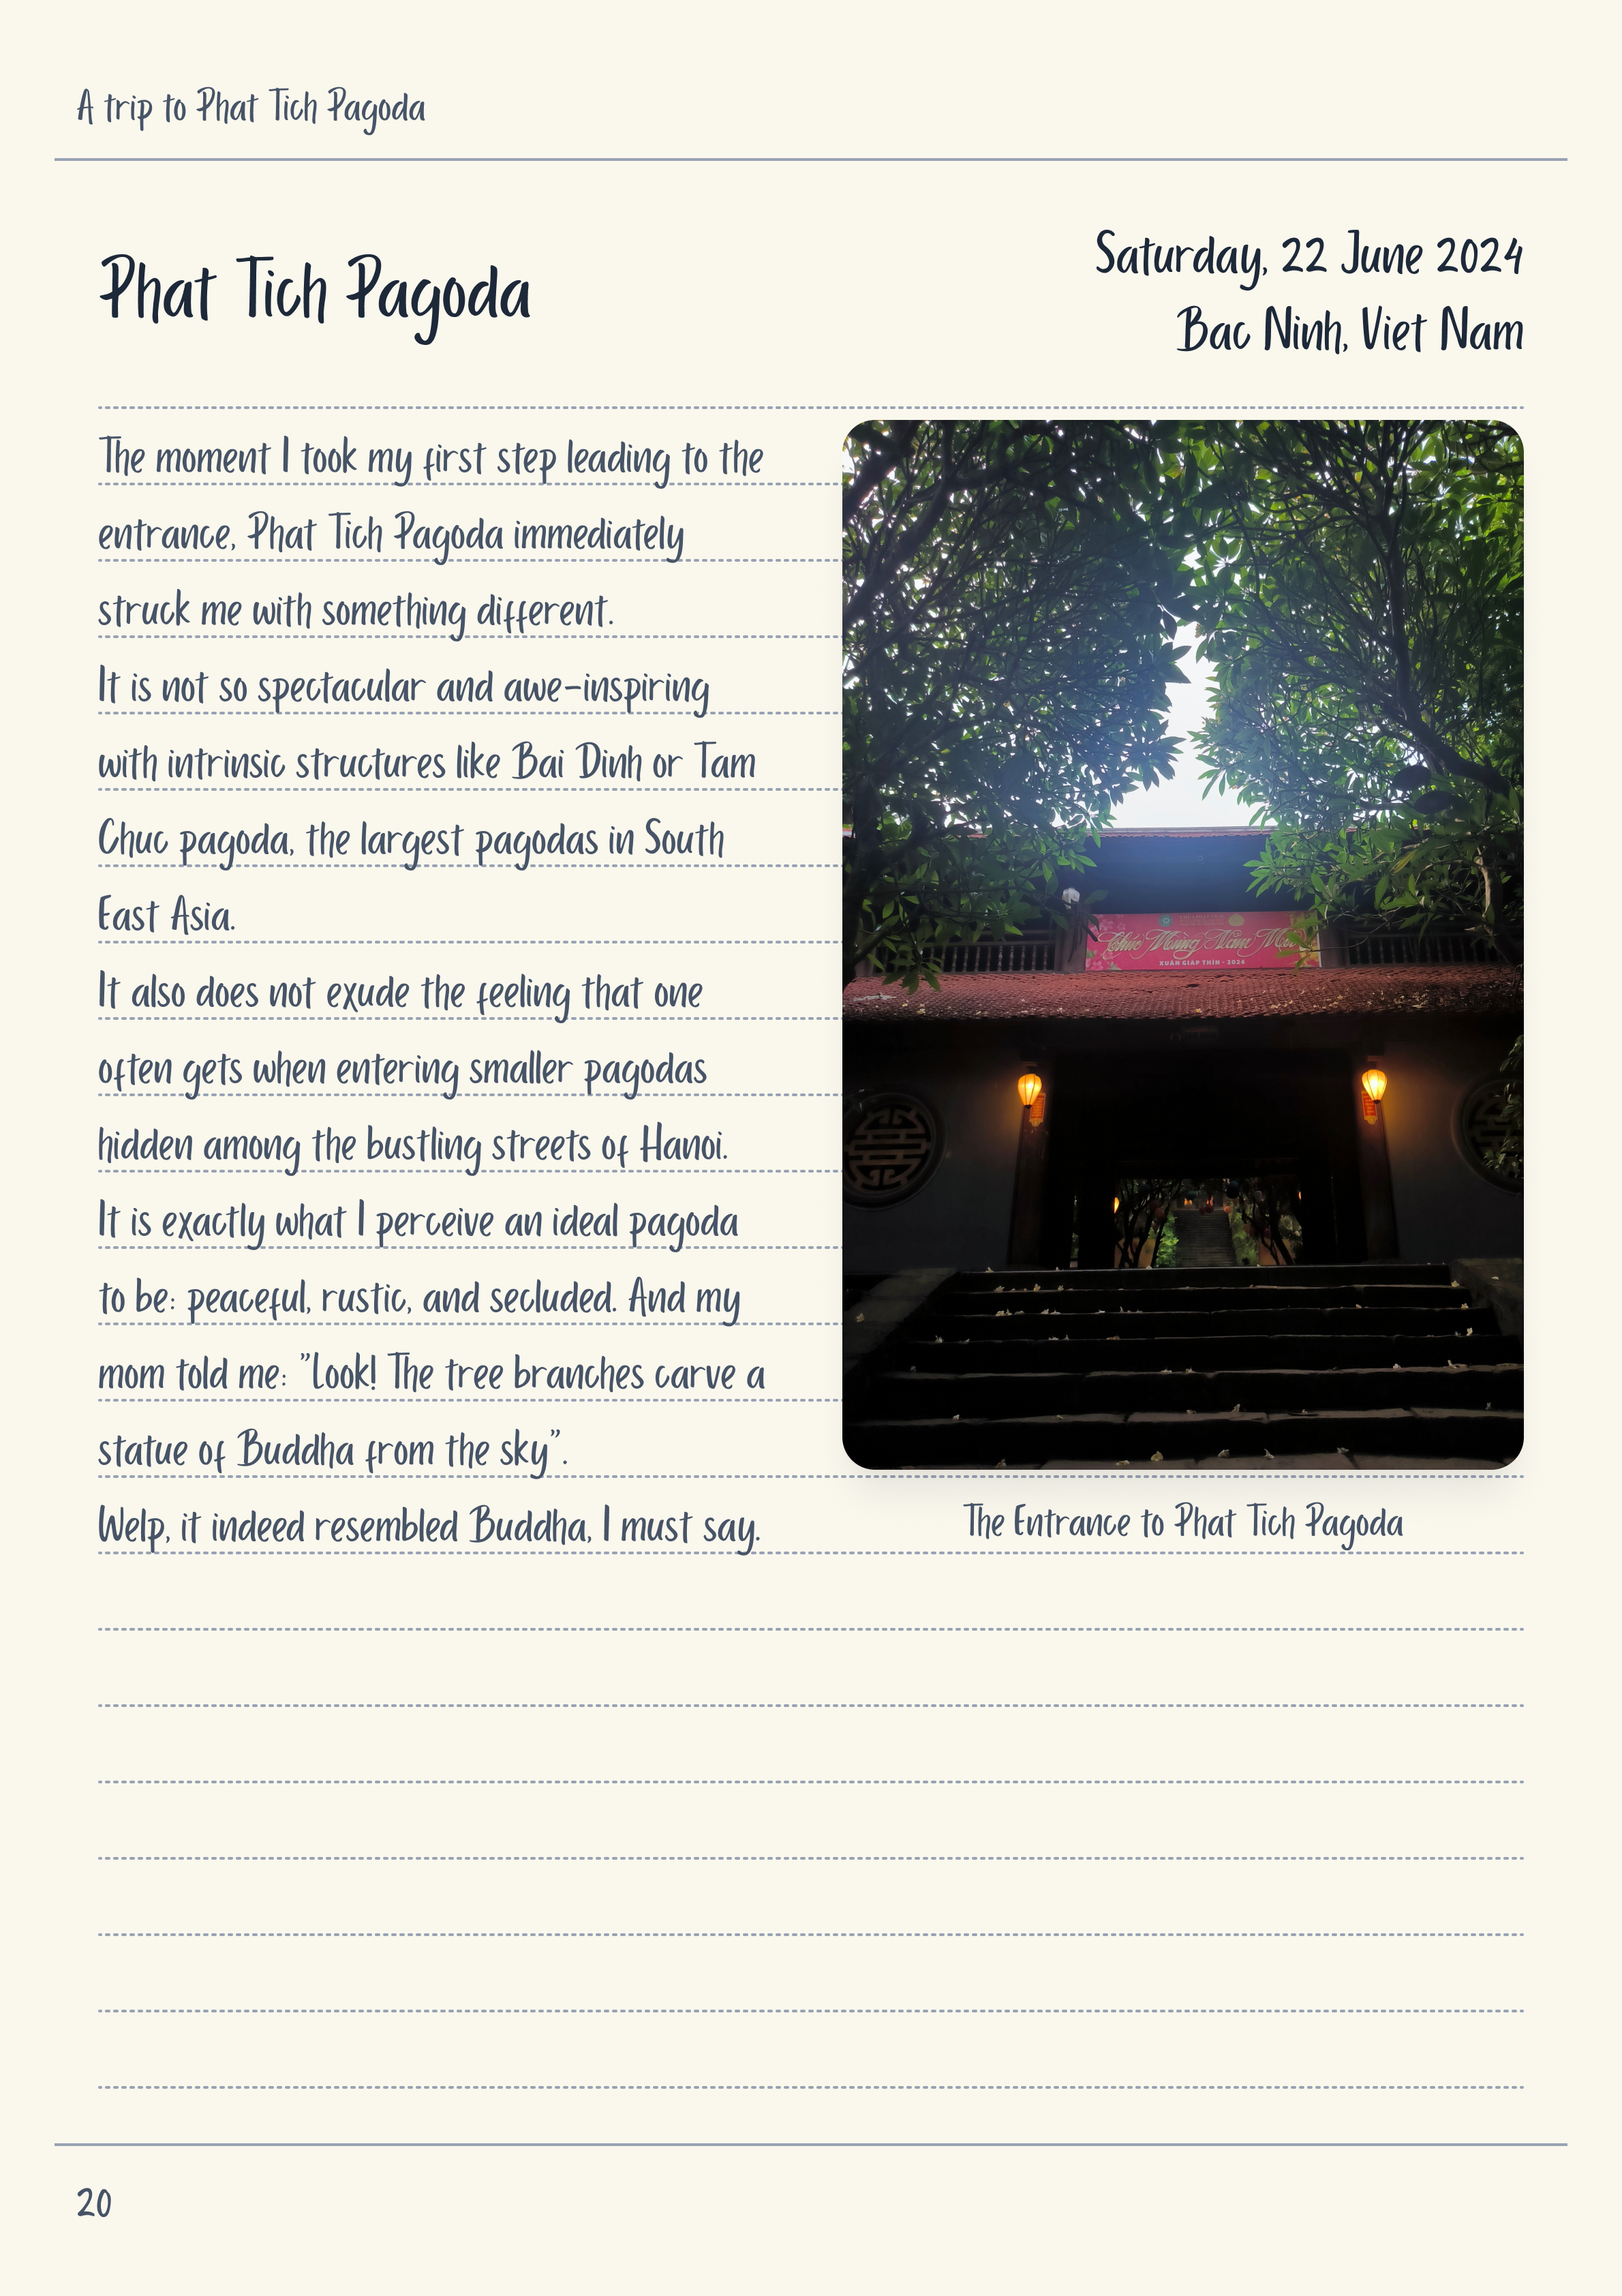 A trip to Phat Tich Pagoda
Phat Tich Pagoda
Saturday, 22 June 2024
Bac Ninh, Viet Nam
The moment I took my first step leading to the
entrance, Phat Tich Pagoda immediately
struck me with something different.
It is not so spectacular and awe-inspiring
with intrinsic structures like Bai Dinh or Tam
Chuc pagoda, the largest pagodas in South
East Asia.
It also does not exude the feeling that one
often gets when entering smaller pagodas
hidden among the bustling streets of Hanoi.
It is exactly what I perceive an ideal pagoda
to be: peaceful, rustic, and secluded. And my
mom told me: ”Look! The tree branches carve a
statue of Buddha from the sky”.
Welp, it indeed resembled Buddha, I must say.
Chúc Mừng Năm Mới
XUÂN GIÁP THÌN - 2024
The Entrance to Phat Tich Pagoda
20